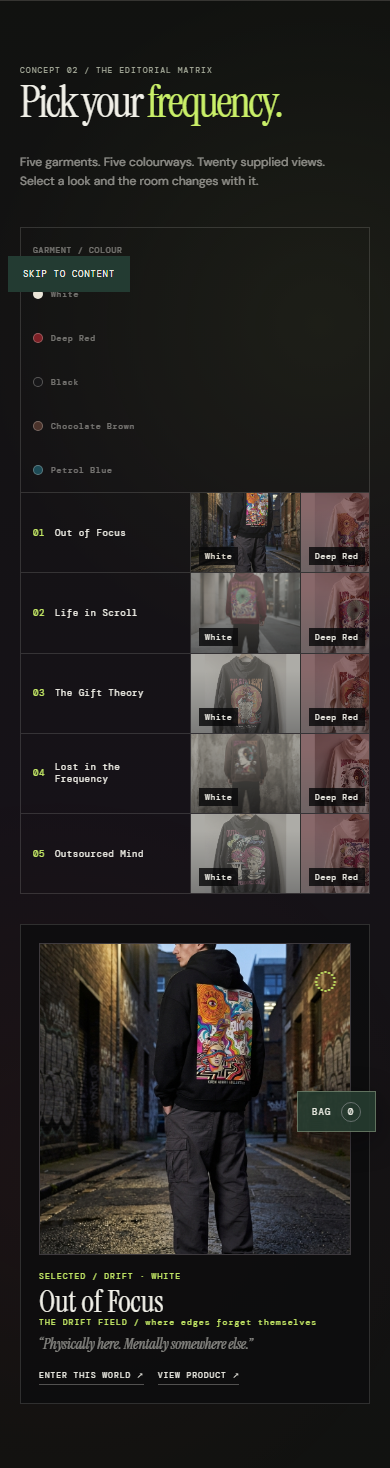 CONCEPT 02 / THE EDITORIAL MATRIX
Pick your frequency.
Five garments. Five colourways. Twenty supplied views.
Select a look and the room changes with it.
GARMENT / COLOUR
SKIP TO CONTENT
White
Deep Red
Black
Chocolate Brown
Petrol Blue
01 Out of Focus
White
Deep Red
02 Life in Scroll
White
Deep Red
03 The Gift Theory
White
Deep Red
04 Lost in the
Frequency
White
Deep Red
05 Outsourced Mind
White
Deep Red
BAG 0
SELECTED / DRIFT - WHITE
Out of Focus
THE DRIFT FIELD / where edges forget themselves
“Physically here. Mentally somewhere else.”
ENTER THIS WORLD ↗ VIEW PRODUCT ↗